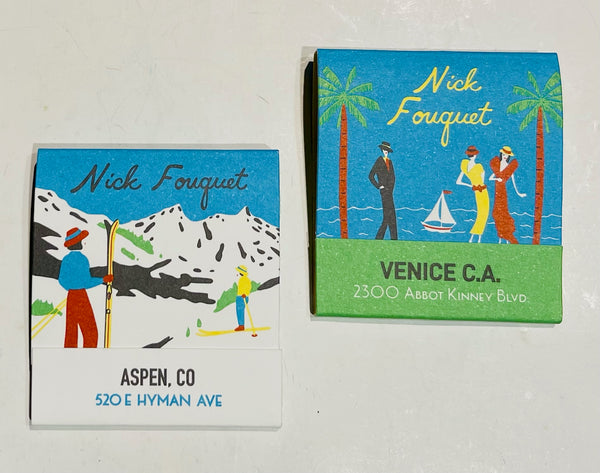 Nick Fouquet
ASPEN, CO
520 E HYMAN AVE
Nick
Fouquet
VENICE C.A.
2300 ABBOT KINNEY BLVD.